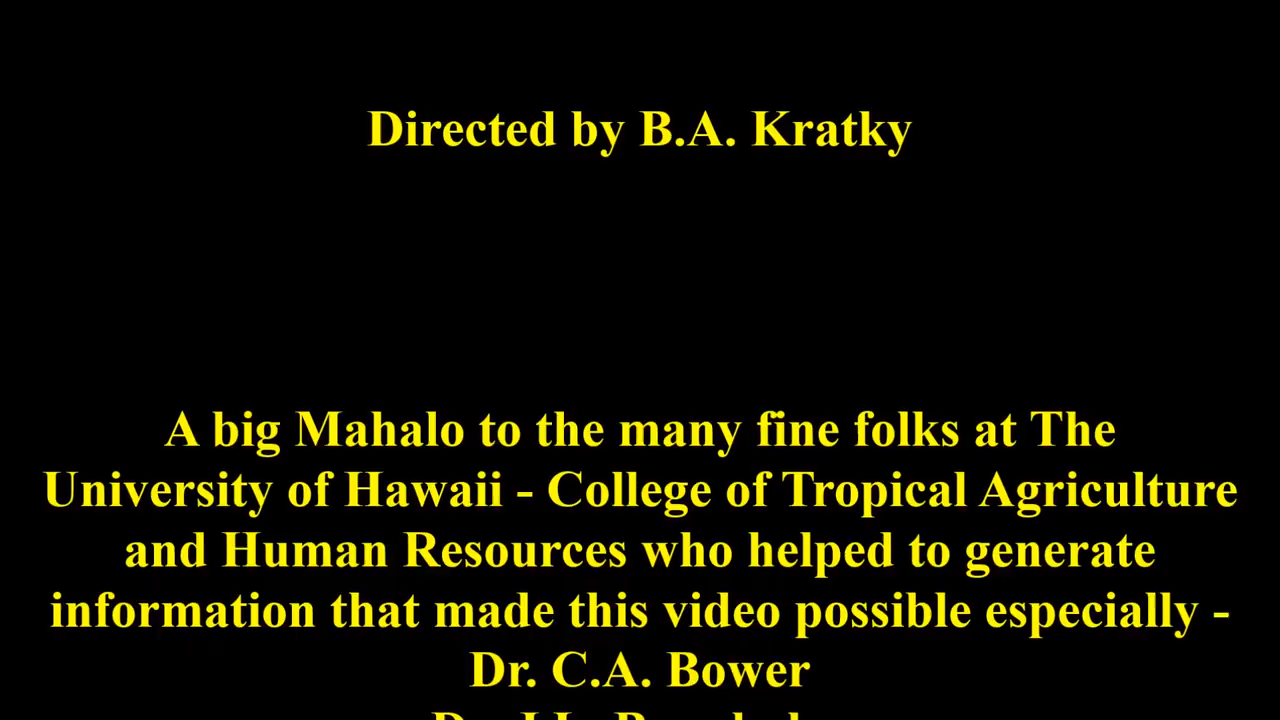 Directed by B.A. Kratky
A big Mahalo to the many fine folks at The
University of Hawaii - College of Tropical Agriculture
and Human Resources who helped to generate
information that made this video possible especially -
Dr. C.A. Bower